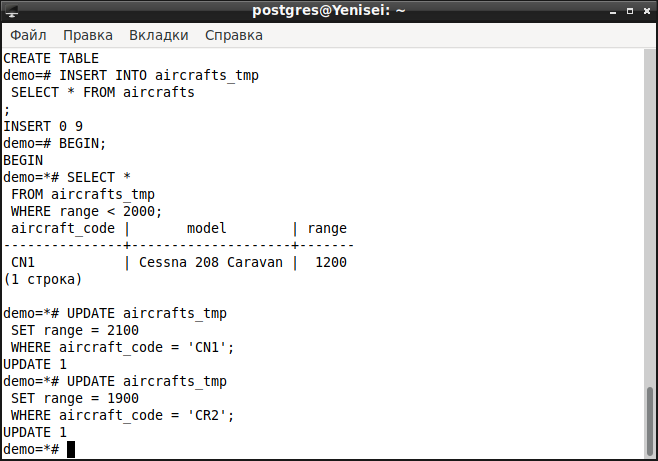 postgres@Yenisei: ~
Файл Правка Вкладки Справка
CREATE TABLE
demo=# INSERT INTO aircrafts_tmp
 SELECT * FROM aircrafts
;
INSERT 0 9
demo=# BEGIN;
BEGIN
demo=*# SELECT *
 FROM aircrafts_tmp
 WHERE range < 2000;
 aircraft_code |       model        | range
---------------+--------------------+-------
 CN1           | Cessna 208 Caravan |  1200
(1 строка)

demo=*# UPDATE aircrafts_tmp
 SET range = 2100
 WHERE aircraft_code = 'CN1';
UPDATE 1
demo=*# UPDATE aircrafts_tmp
 SET range = 1900
 WHERE aircraft_code = 'CR2';
UPDATE 1
demo=*#